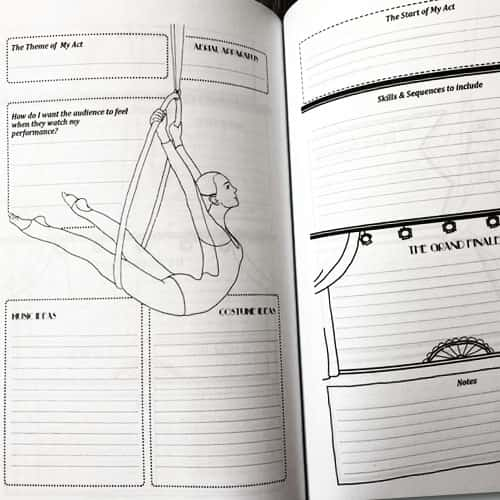 The Theme of My Act
AERIAL APPARATUS
How do I want the audience to feel
when they watch my
performance?
MUSIC IDEAS
COSTUME IDEAS
The Start of My Act
Skills & Sequences to Include
THE GRAND FINALE
Notes